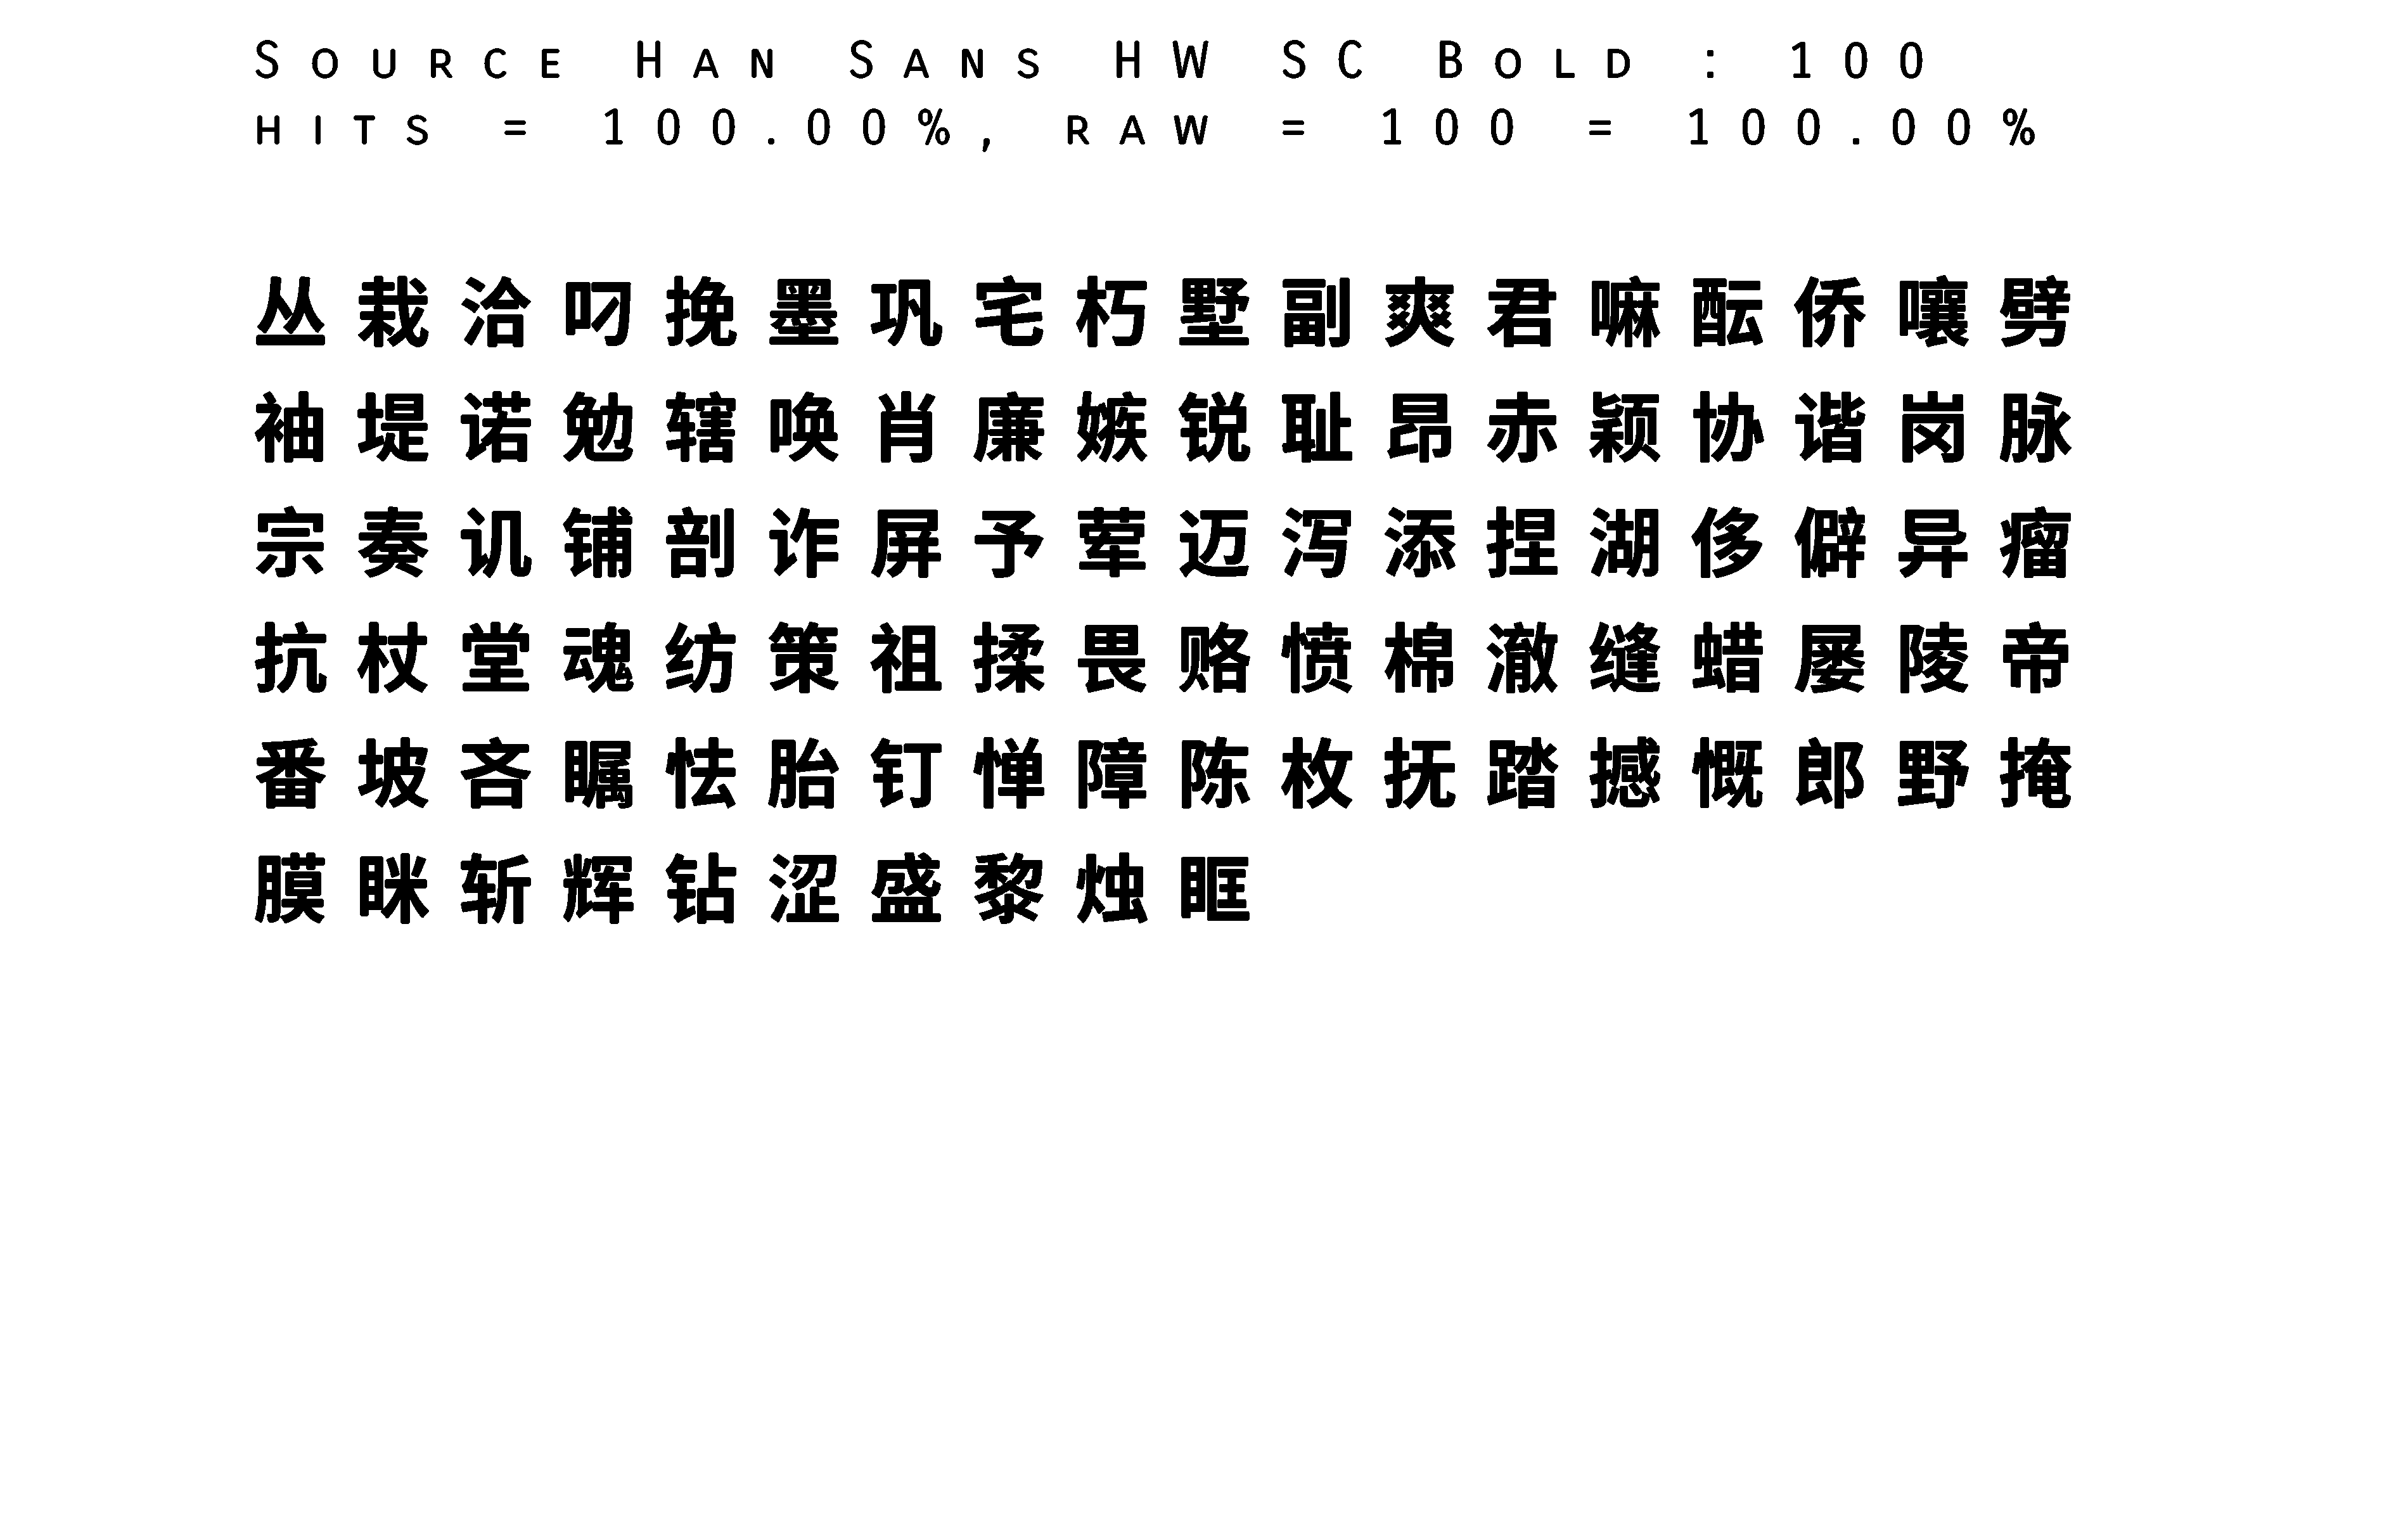 Source Han Sans HW SC Bold : 100
hits = 100.00%, raw = 100 = 100.00%
丛栽洽叼挽墨巩宅朽墅副爽君嘛酝侨嚷劈
袖堤诺勉辖唤肖廉嫉锐耻昂赤颖协谐岗脉
宗奏讥铺剖诈屏予荤迈泻添捏湖侈僻异瘤
抗杖堂魂纺策祖揉畏赂愤棉澈缝蜡屡陵帝
番坡吝瞩怯胎钉惮障陈枚抚踏撼慨郎野掩
膜眯斩辉钻涩盛黎烛眶